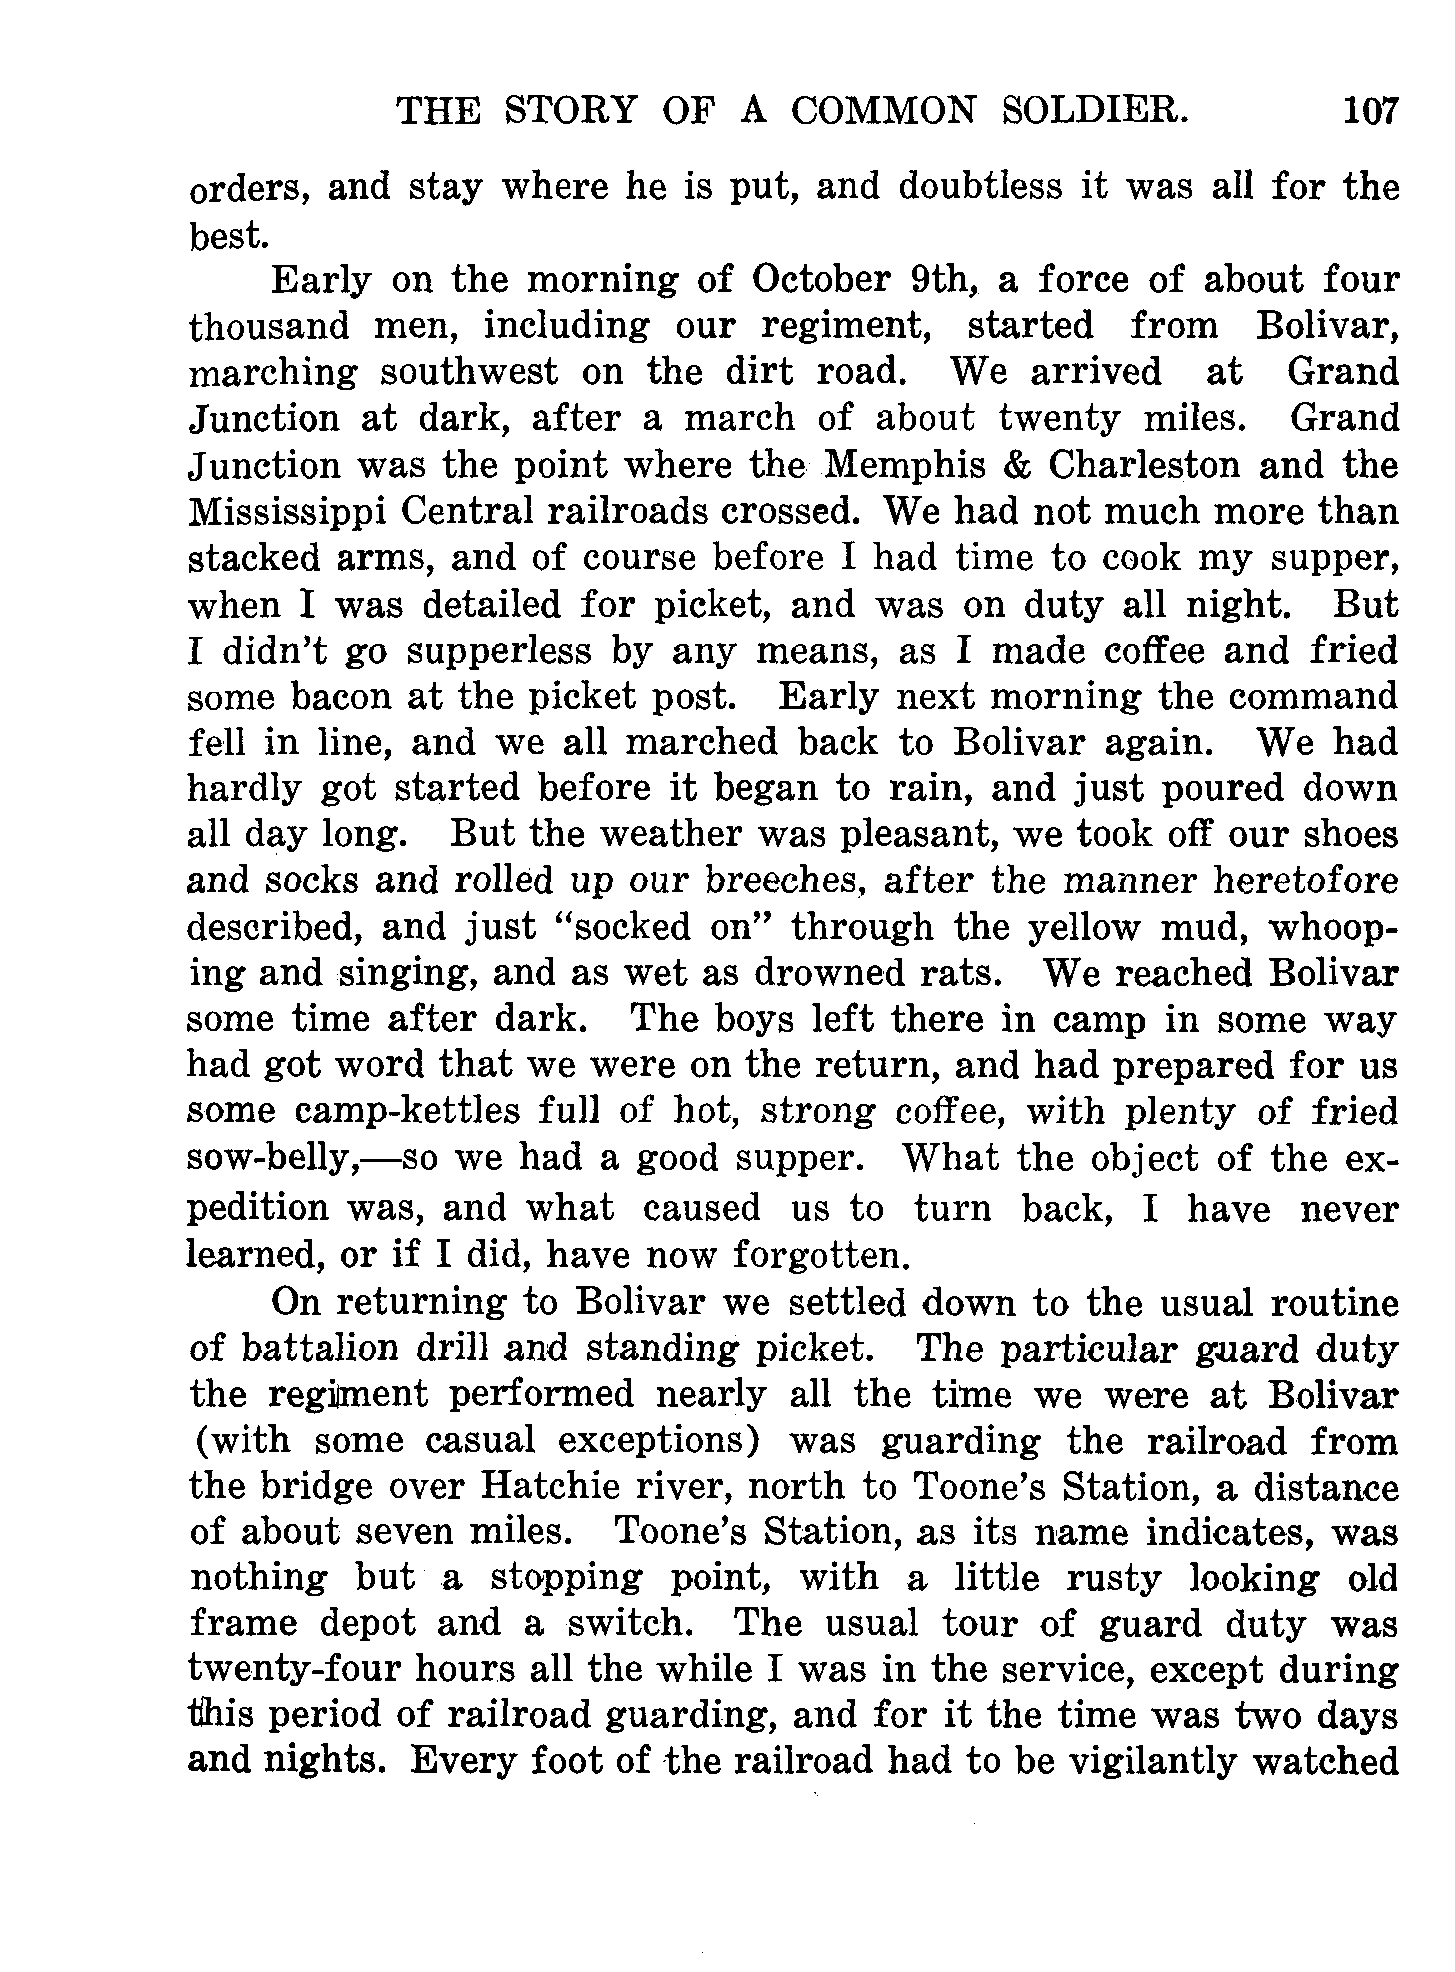 THE STORY OF A COMMON SOLDIER. 107
orders, and stay where he is put, and doubtless it was all for the
best.
Early on the morning of October 9th, a force of about four
thousand men, including our regiment, started from Bolivar,
marching southwest on the dirt road. We arrived at Grand
Junction at dark, after a march of about twenty miles. Grand
Junction was the point where the Memphis & Charleston and the
Mississippi Central railroads crossed. We had not much more than
stacked arms, and of course before I had time to cook my supper,
when I was detailed for picket, and was on duty all night. But
I didn't go supperless by any means, as I made coffee and fried
some bacon at the picket post. Early next morning the command
fell in line, and we all marched back to Bolivar again. We had
hardly got started before it began to rain, and just poured down
all day long. But the weather was pleasant, we took off our shoes
and socks and rolled up our breeches, after the manner heretofore
described, and just “socked on” through the yellow mud, whoop-
ing and singing, and as wet as drowned rats. We reached Bolivar
some time after dark. The boys left there in camp in some way
had got word that we were on the return, and had prepared for us
some camp-kettles full of hot, strong coffee, with plenty of fried
sow-belly,—so we had a good supper. What the object of the ex-
pedition was, and what caused us to turn back, I have never
learned, or if I did, have now forgotten.
On returning to Bolivar we settled down to the usual routine
of battalion drill and standing picket. The particular guard duty
the regiment performed nearly all the time we were at Bolivar
(with some casual exceptions) was guarding the railroad from
the bridge over Hatchie river, north to Toone's Station, a distance
of about seven miles. Toone's Station, as its name indicates, was
nothing but a stopping point, with a little rusty looking old
frame depot and a switch. The usual tour of guard duty was
twenty-four hours all the while I was in the service, except during
this period of railroad guarding, and for it the time was two days
and nights. Every foot of the railroad had to be vigilantly watched